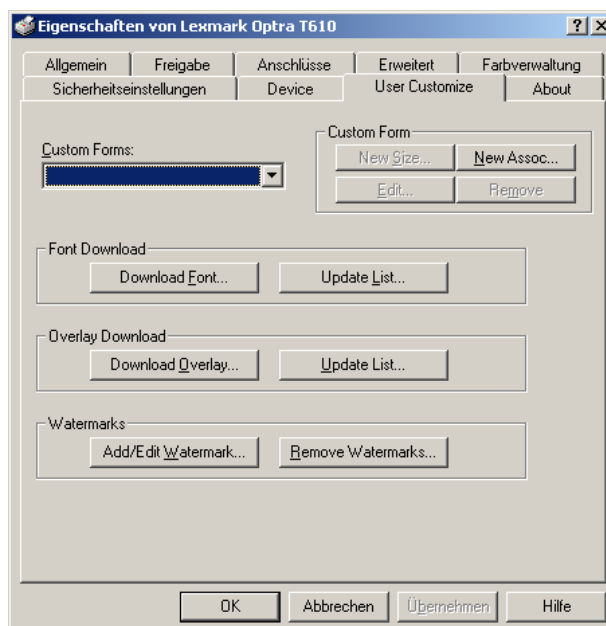 Eigenschaften von Lexmark Optra T610
Allgemein Freigabe Anschlüsse Erweitert Farbverwaltung
Sicherheitseinstellungen Device User Customize About
Custom Forms:
Custom Form
New Size... New Assoc...
Edit... Remove
Font Download
Download Font... Update List...
Overlay Download
Download Overlay... Update List...
Watermarks
Add/Edit Watermark... Remove Watermarks...
OK Abbrechen Übernehmen Hilfe